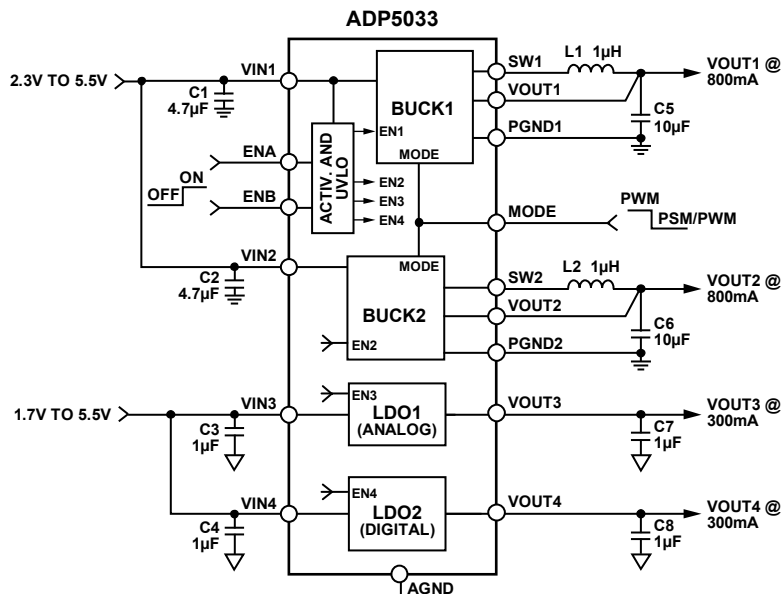 ADP5033
2.3V TO 5.5V
VIN1
C1
4.7µF
BUCK1
MODE
SW1
L1 1µH
VOUT1 @
800mA
VOUT1
C5
10µF
PGND1
ENA
ON
OFF
ENB
ACTIV. AND
UVLO
EN1
EN2
EN3
EN4
MODE
PWM
PSM/PWM
VIN2
C2
4.7µF
MODE
BUCK2
EN2
SW2
L2 1µH
VOUT2 @
800mA
VOUT2
C6
10µF
PGND2
1.7V TO 5.5V
VIN3
C3
1µF
EN3
LDO1
(ANALOG)
VOUT3
C7
1µF
VOUT3 @
300mA
VIN4
C4
1µF
EN4
LDO2
(DIGITAL)
VOUT4
C8
1µF
VOUT4 @
300mA
AGND